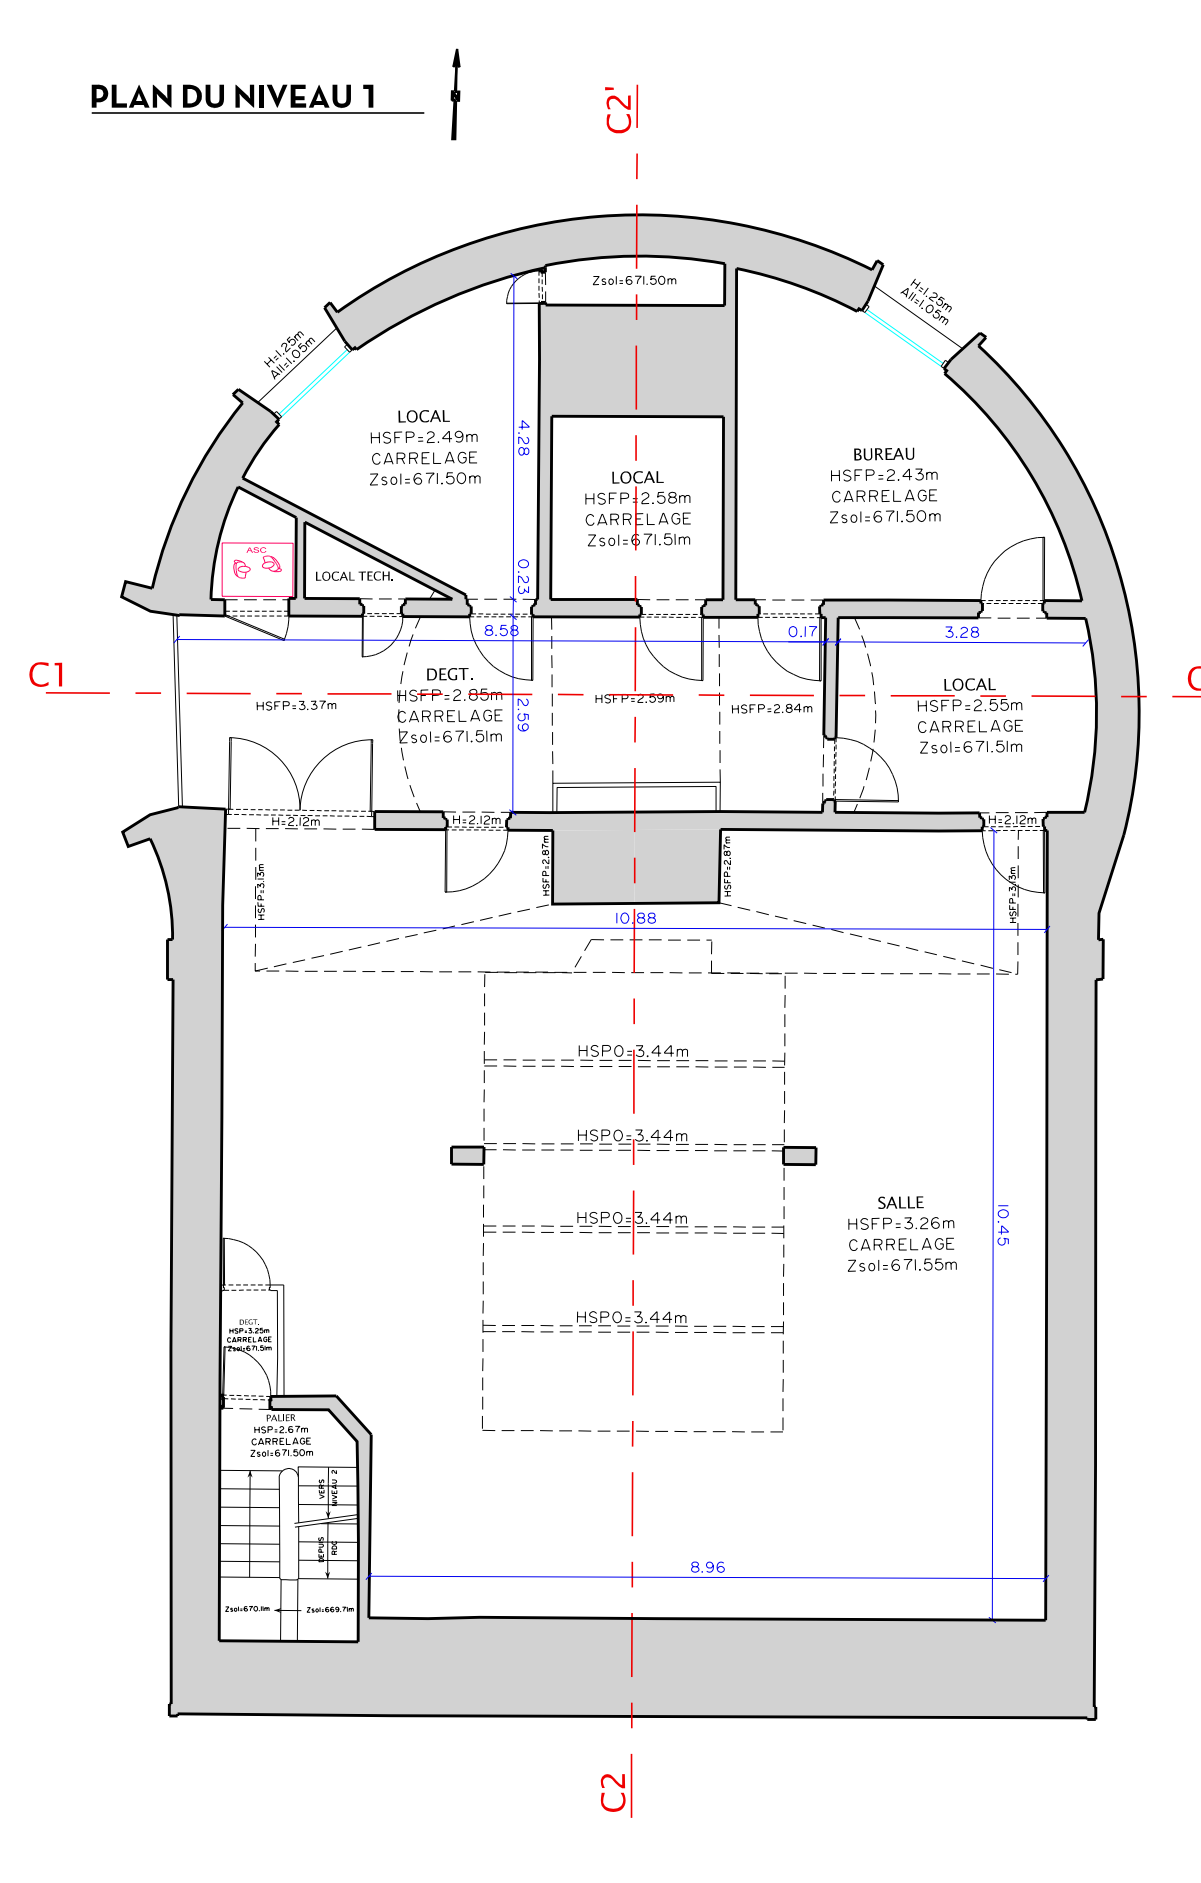 PLAN DU NIVEAU 1
C2'
Zsol=671.50m
H=1.25m
All=1.05m
H=1.25m
All=1.05m
LOCAL
HSFP=2.49m
CARRELAGE
Zsol=671.50m
4.28
LOCAL
HSFP=2.58m
CARRELAGE
Zsol=671.51m
BUREAU
HSFP=2.43m
CARRELAGE
Zsol=671.50m
ASC
LOCAL TECH.
0.23
8.58
0.17
3.28
C1
C
DEGT.
HSFP=2.85m
CARRELAGE
Zsol=671.51m
HSFP=3.37m
2.59
HSFP=2.59m
HSFP=2.84m
LOCAL
HSFP=2.55m
CARRELAGE
Zsol=671.51m
H=2.12m
H=2.12m
H=2.12m
HSFP=3.13m
HSFP=2.87m
HSFP=2.87m
HSFP=3.13m
10.88
HSPO=3.44m
HSPO=3.44m
HSPO=3.44m
HSPO=3.44m
SALLE
HSFP=3.26m
CARRELAGE
Zsol=671.55m
10.45
DEGT.
HSP=3.25m
CARRELAGE
Zsol=671.51m
PALIER
HSP=2.67m
CARRELAGE
Zsol=671.50m
VERS
NIVEAU 2
DEPUIS
RDC
Zsol=670.11m
Zsol=669.71m
8.96
C2